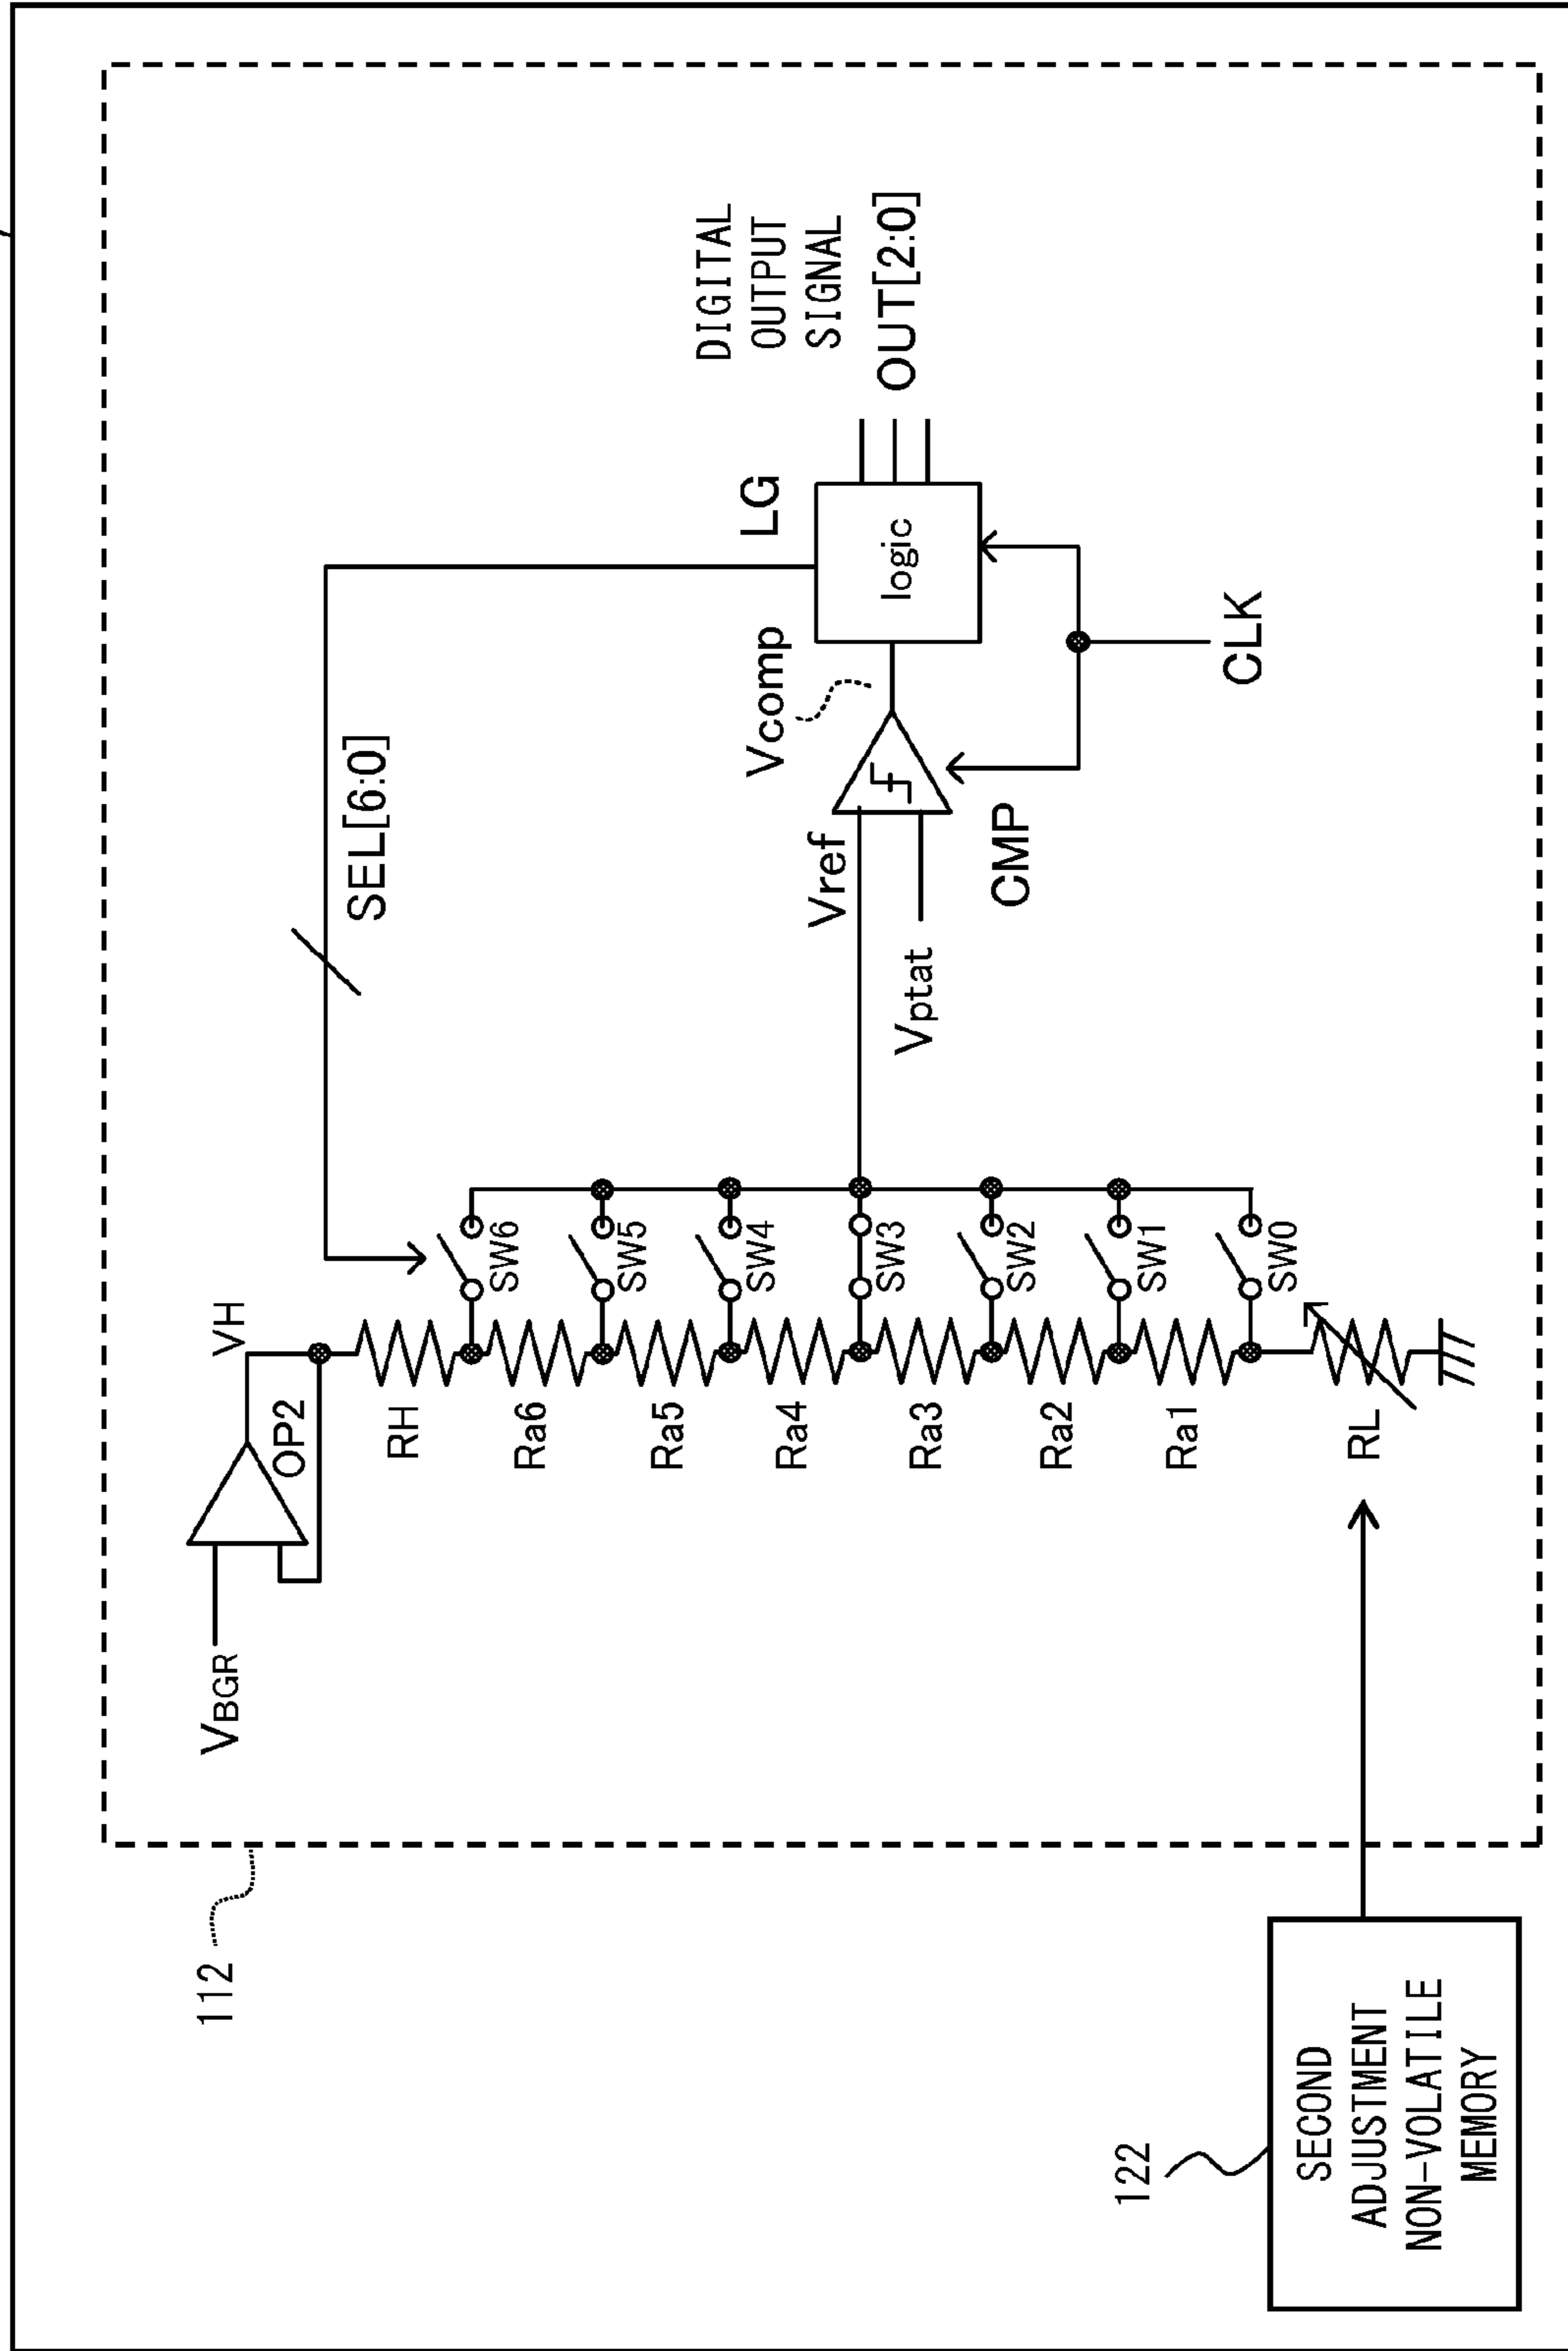 112
VBGR
OP2
VH
RH
Ra6
Ra5
Ra4
Ra3
Ra2
Ra1
RL
SW6
SW5
SW4
SW3
SW2
SW1
SW0
SEL[6:0]
Vref
Vptat
CMP
Vcomp
LG
logic
CLK
DIGITAL
OUTPUT
SIGNAL
OUT[2:0]
122
SECOND
ADJUSTMENT
NON-VOLATILE
MEMORY